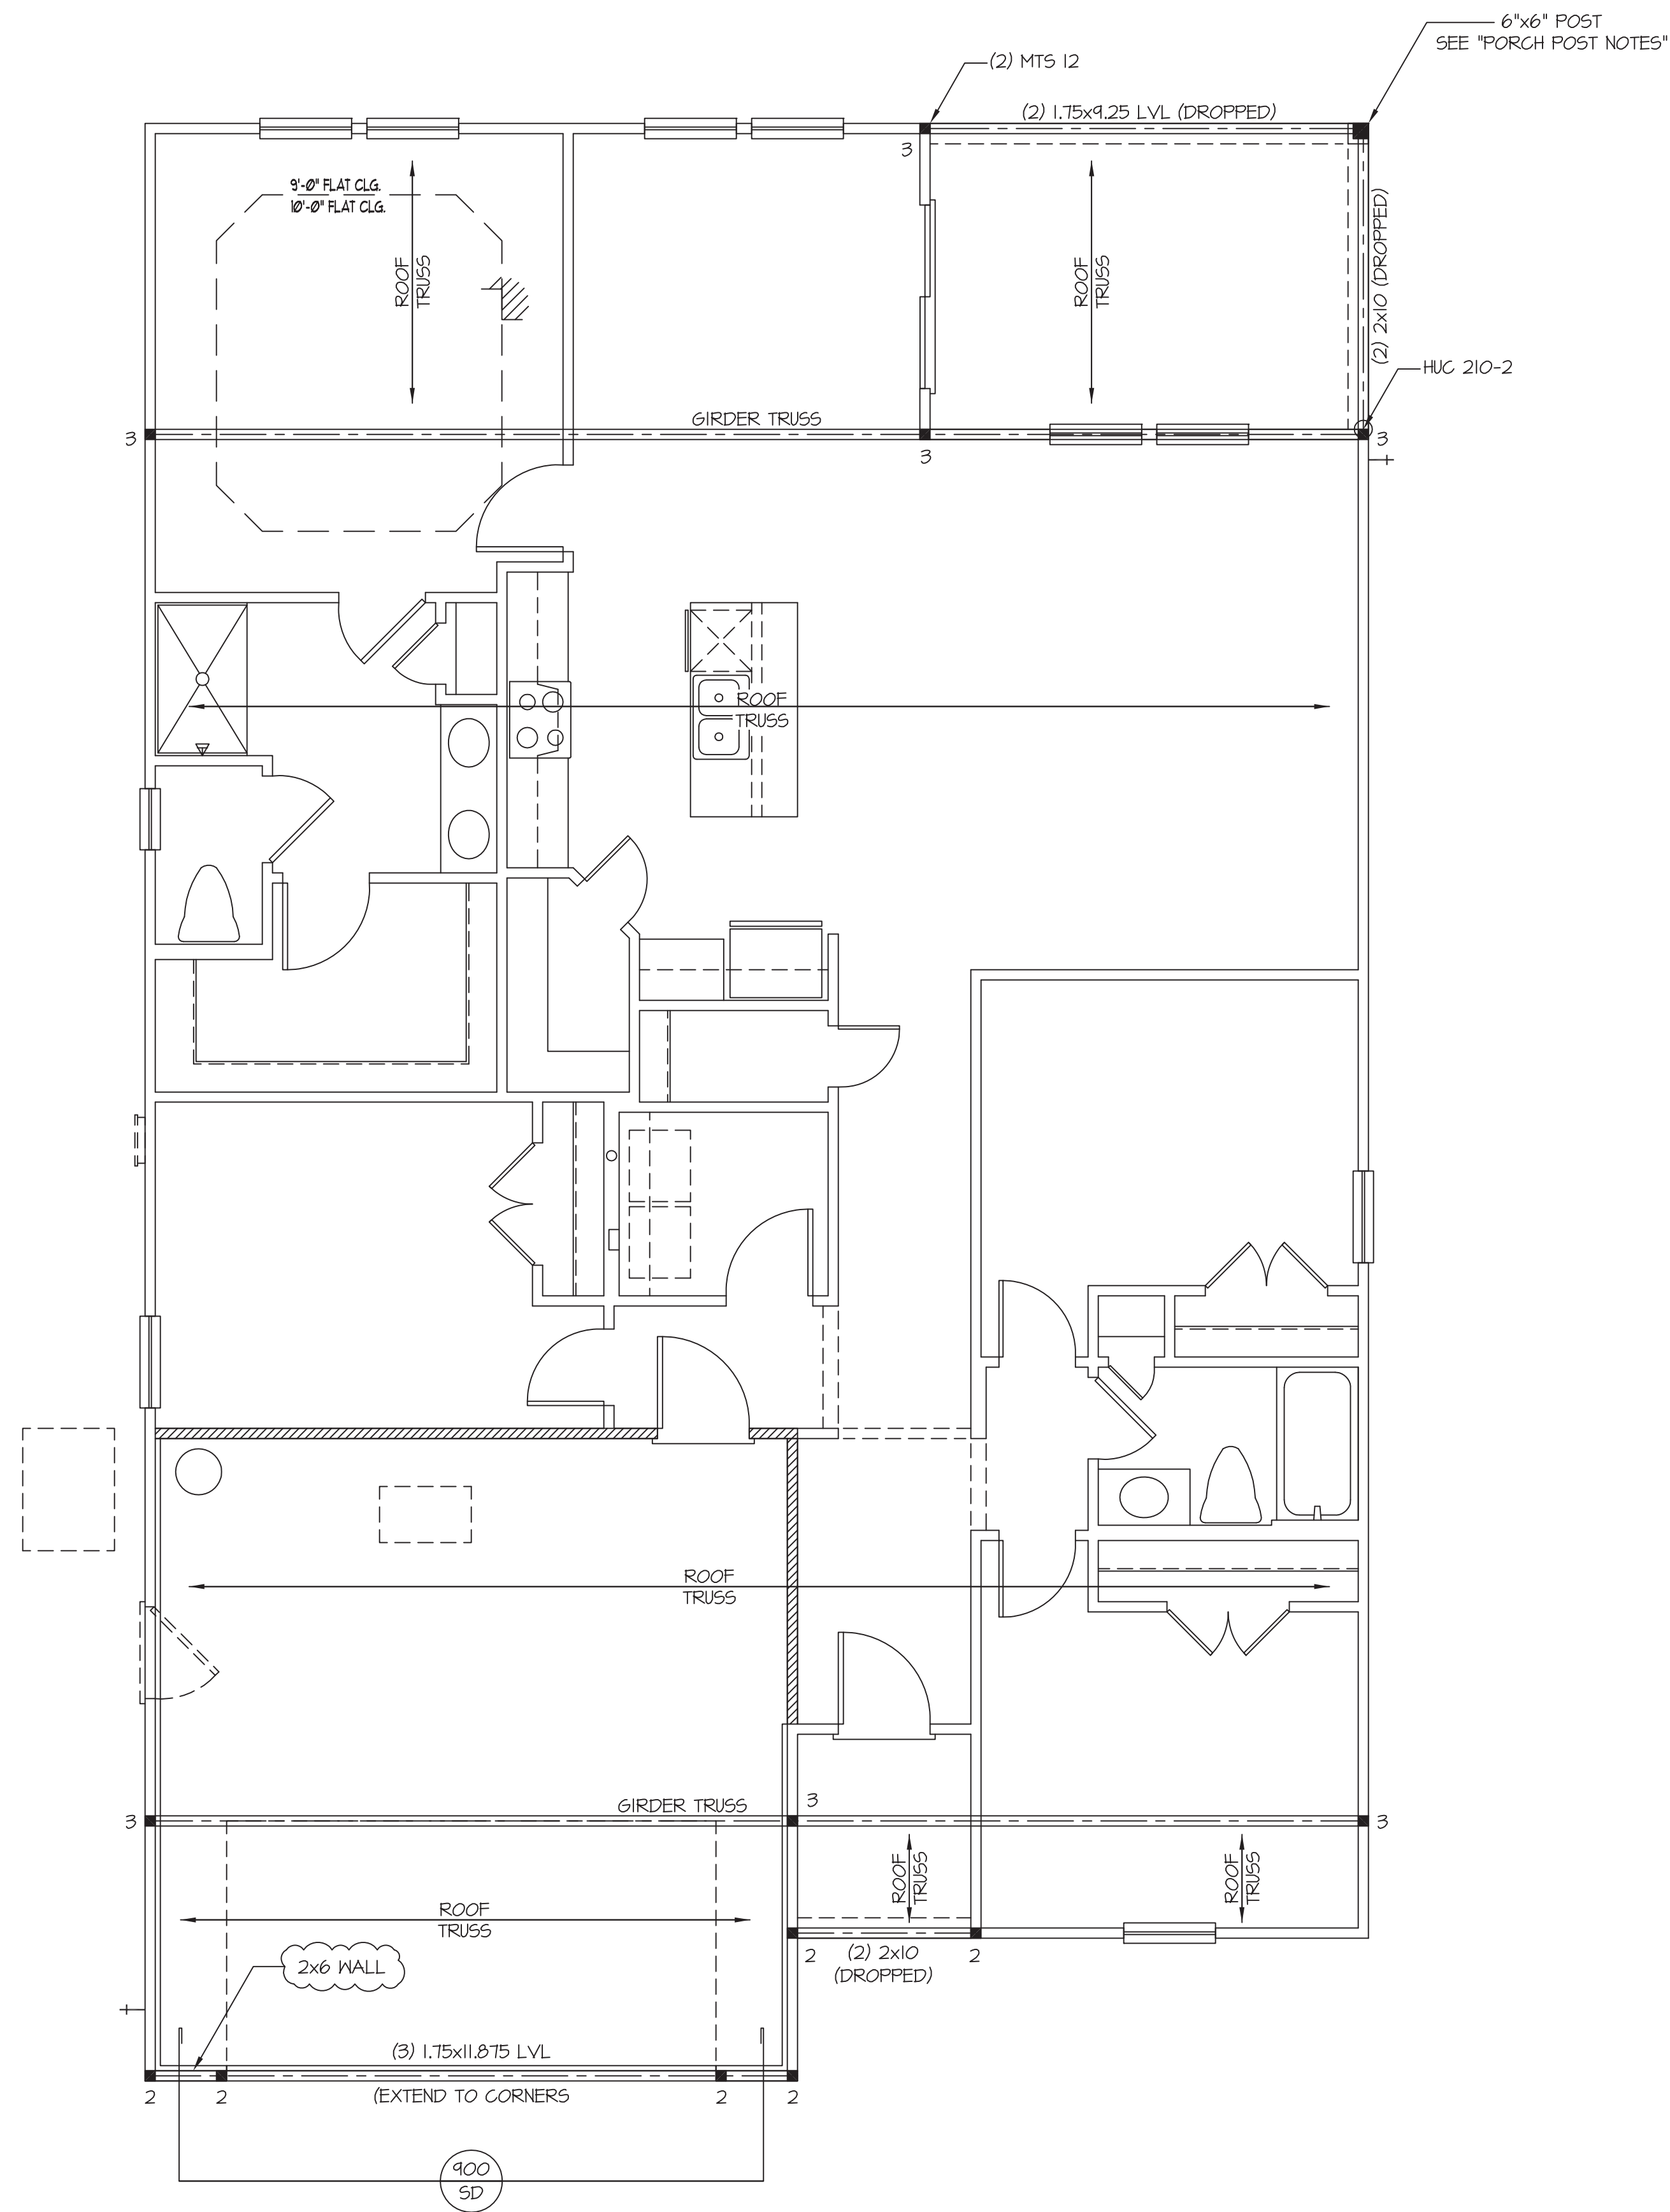 6"x6" POST
SEE "PORCH POST NOTES"
(2) MTS 12
(2) 1.75x9.25 LVL (DROPPED)
3
9'-0" FLAT CLG.
10'-0" FLAT CLG.
ROOF
TRUSS
ROOF
TRUSS
(2) 2x10 (DROPPED)
HUC 210-2
GIRDER TRUSS
3
3
3
ROOF
TRUSS
ROOF
TRUSS
GIRDER TRUSS
3
3
3
ROOF
TRUSS
ROOF
TRUSS
ROOF
TRUSS
2
(2) 2x10
(DROPPED)
2
2x6 WALL
(3) 1.75x11.875 LVL
2
2
(EXTEND TO CORNERS
2
2
900
SD